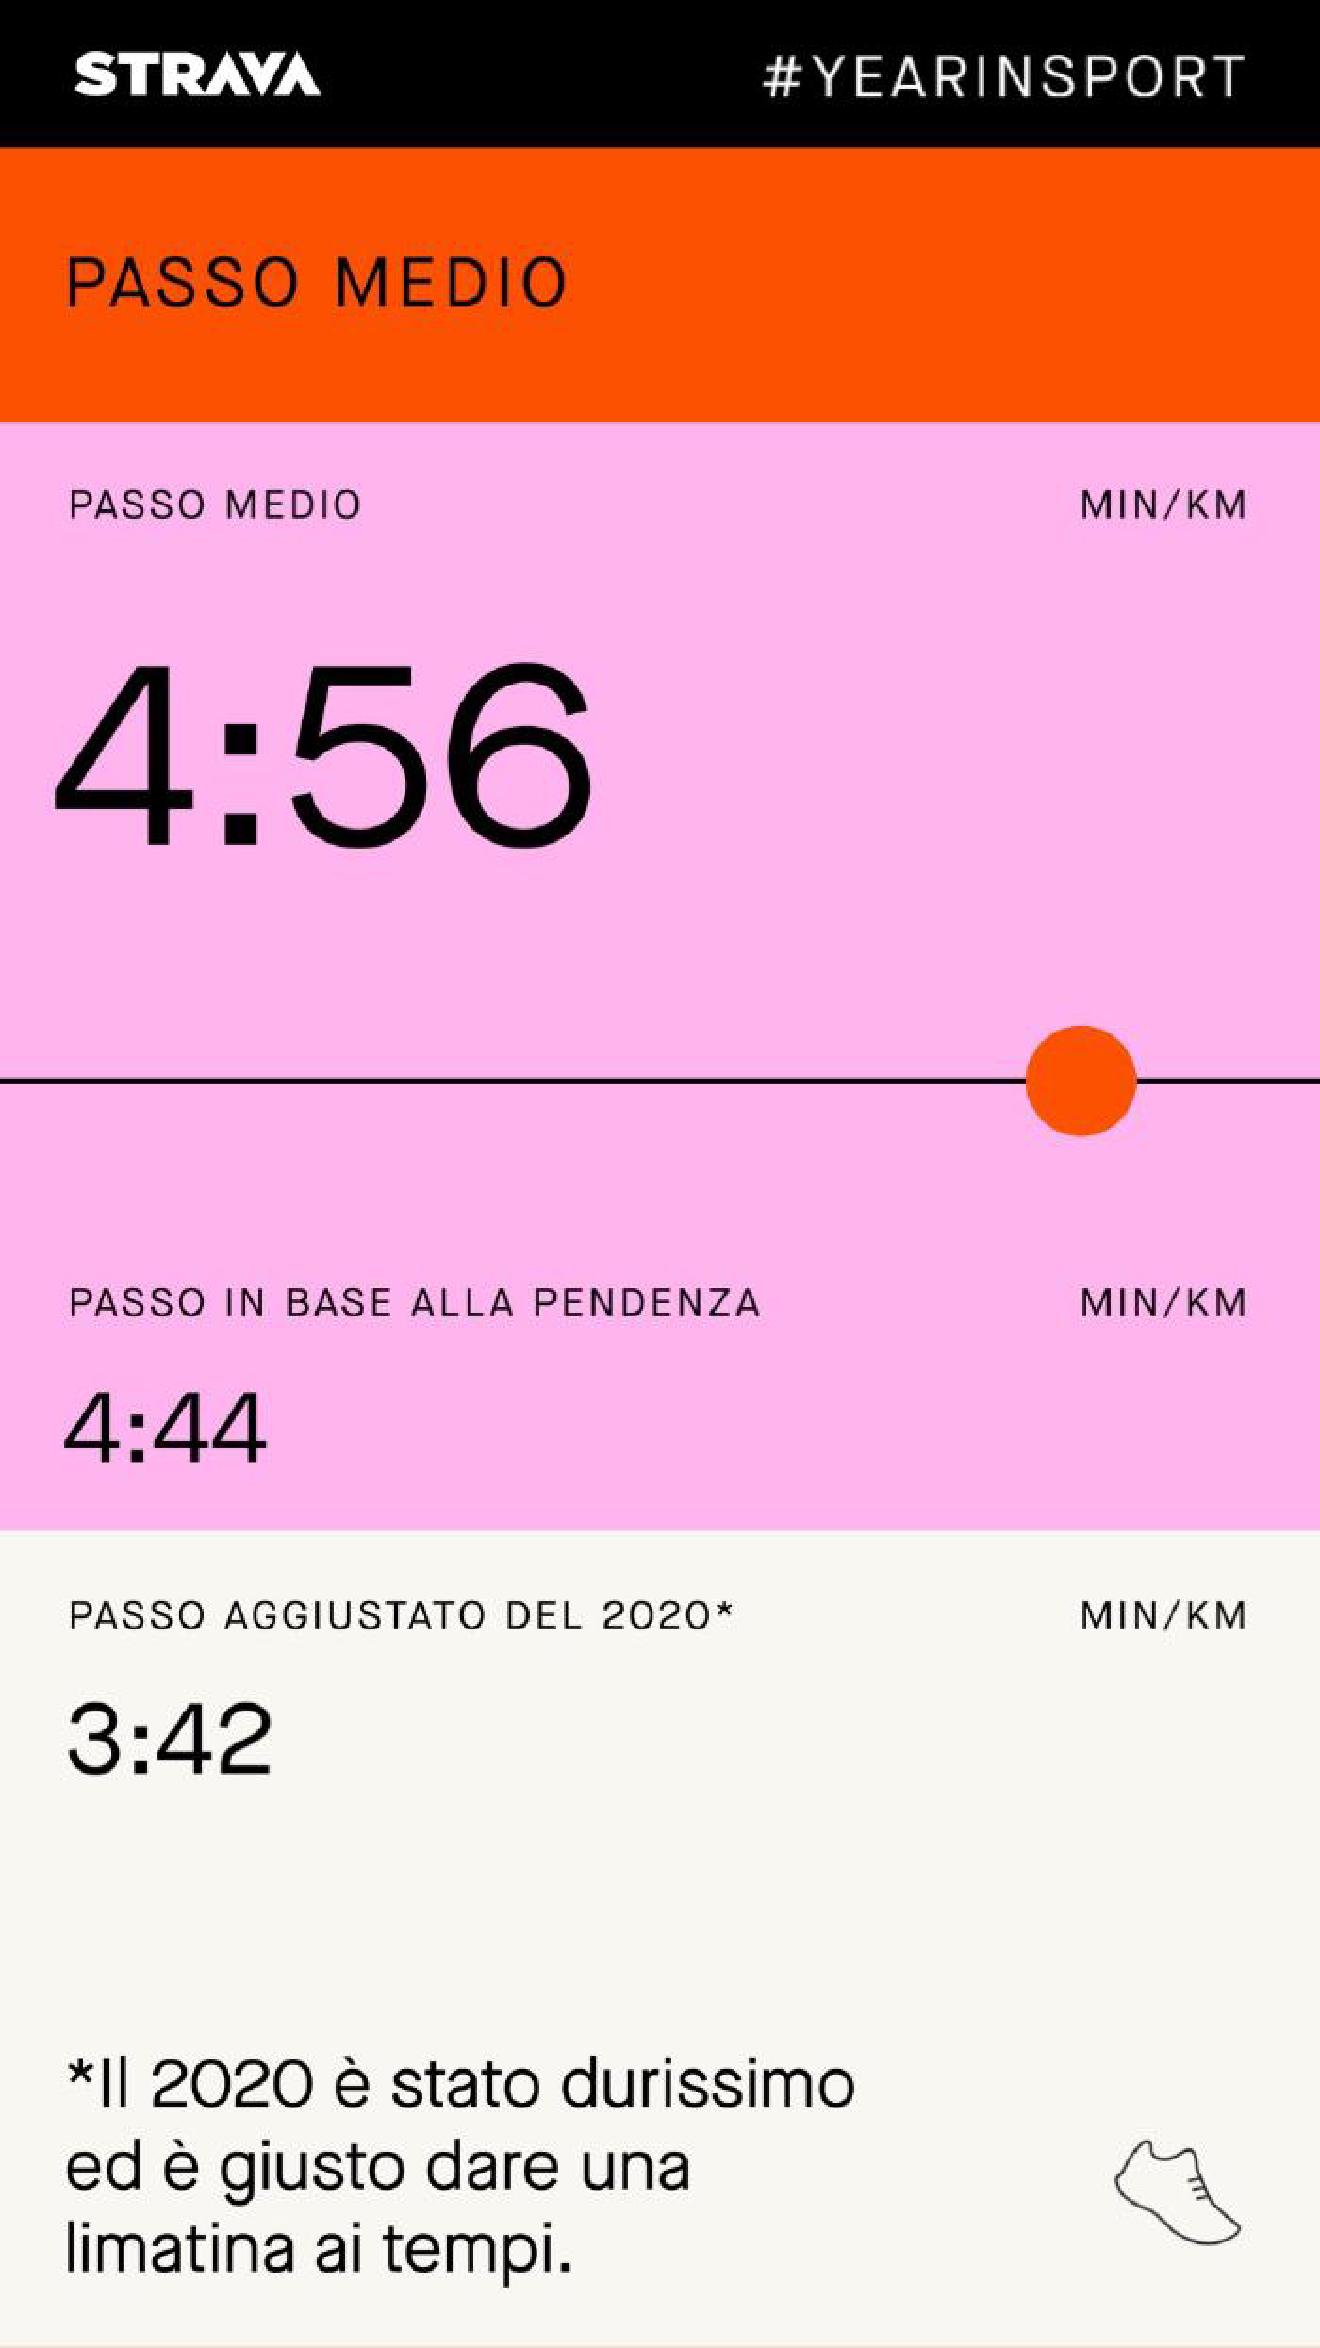 STRAVA #YEARINSPORT
PASSO MEDIO
PASSO MEDIO MIN/KM
4:56
PASSO IN BASE ALLA PENDENZA MIN/KM
4:44
PASSO AGGIUSTATO DEL 2020* MIN/KM
3:42
*Il 2020 è stato durissimo
ed è giusto dare una
limatina ai tempi.